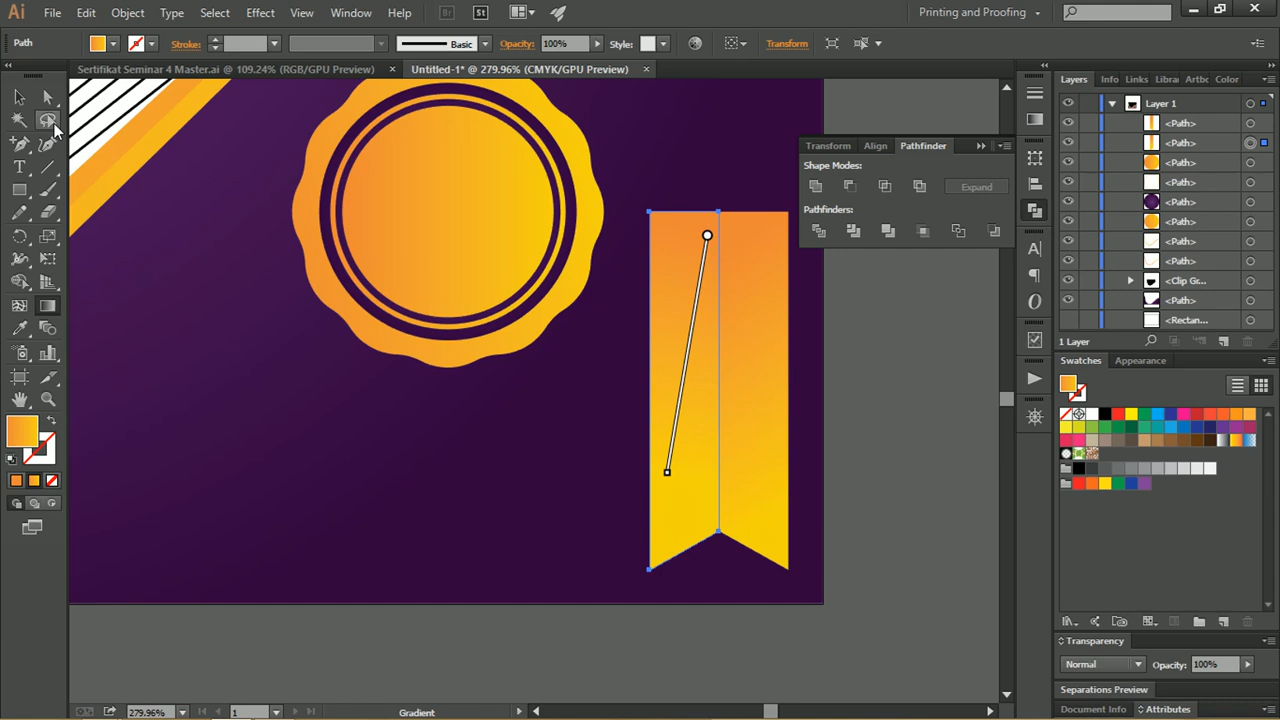 Ai File Edit Object Type Select Effect View Window Help Br St Printing and Proofing
Path Stroke: Basic Opacity: 100% Style: Transform
Sertifikat Seminar 4 Master.ai @ 109.24% (RGB/GPU Preview) × Untitled-1* @ 279.96% (CMYK/GPU Preview) ×
Layers Info Links Librar Artbo Color
Layer 1
<Path>
<Path>
<Path>
<Path>
<Path>
<Path>
<Path>
<Path>
<Clip Gr...
<Path>
<Rectan...
1 Layer
Transform Align Pathfinder
Shape Modes:
Expand
Pathfinders:
Swatches Appearance
Transparency
Normal Opacity: 100%
Separations Preview
Document Info Attributes
279.96% 1 Gradient